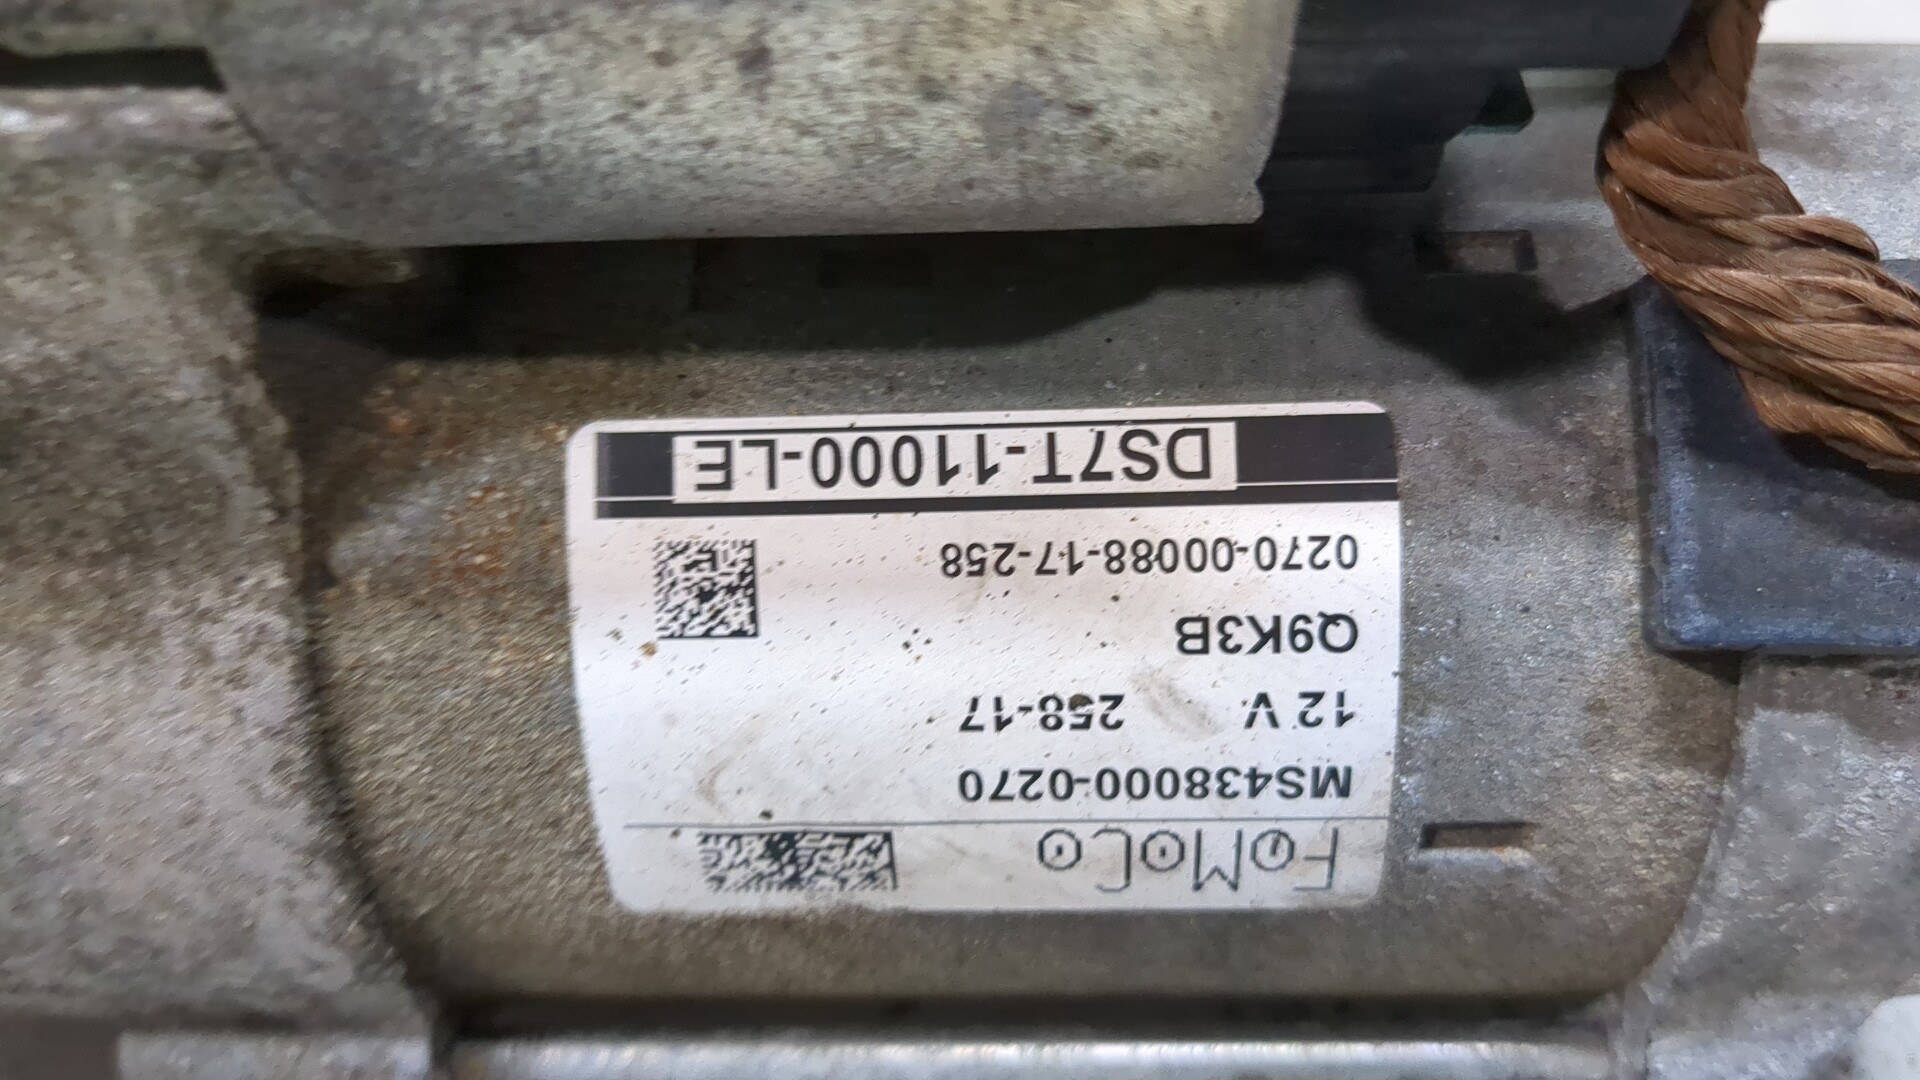 FoMoCo
MS438000-0270
12 V 258-17
Q9K3B
0270-00088-17-258
DS7T-11000-LE